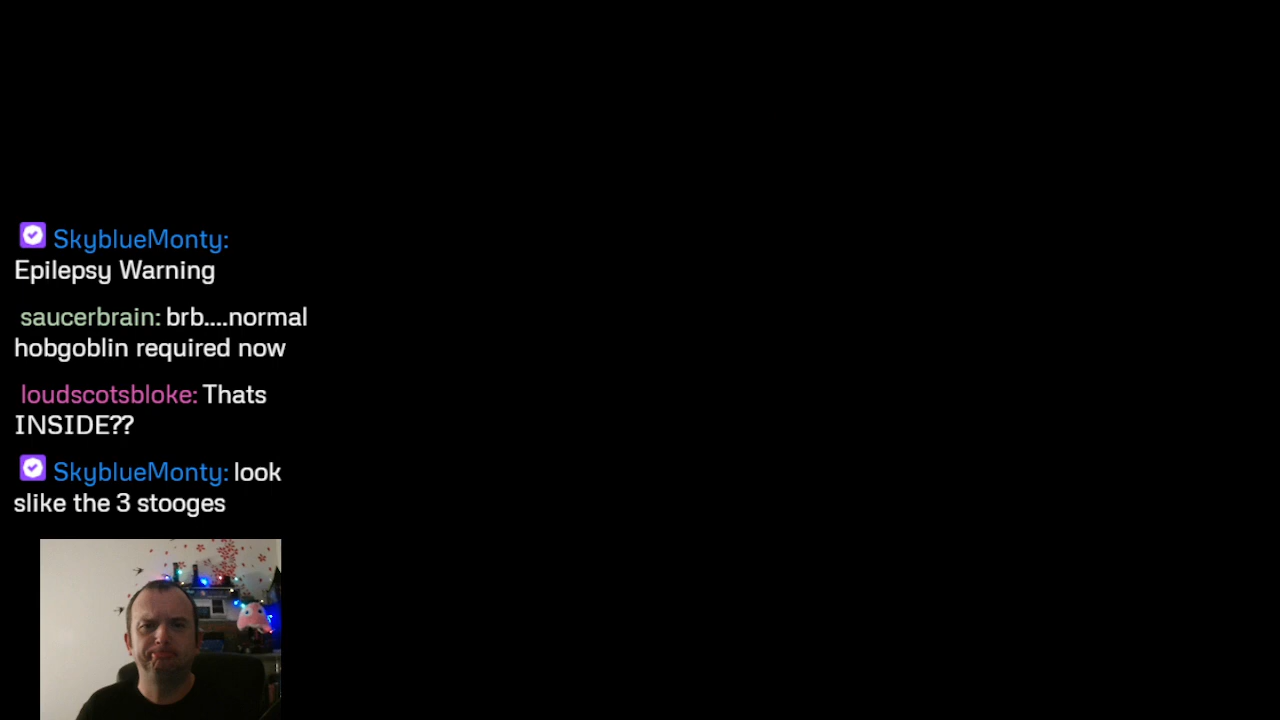 SkyblueMonty:
Epilepsy Warning
saucerbrain: brb....normal
hobgoblin required now
loudscotsbloke: Thats
INSIDE??
SkyblueMonty: look
slike the 3 stooges